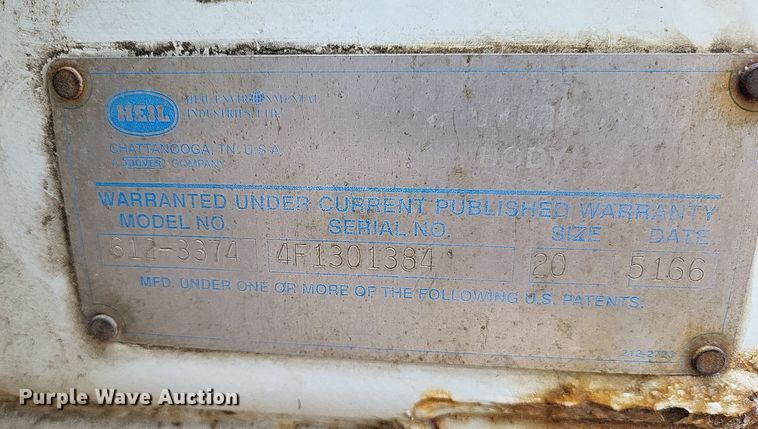 HEIL
HEIL ENVIRONMENTAL
INDUSTRIES, LTD.
CHATTANOOGA, TN. U.S.A.
A DOVER COMPANY
BODY
WARRANTED UNDER CURRENT PUBLISHED WARRANTY
MODEL NO. SERIAL NO. SIZE DATE
612-3374 4F1301384 20 5166
MFD. UNDER ONE OR MORE OF THE FOLLOWING U.S. PATENTS:
212-2723
Purple Wave Auction